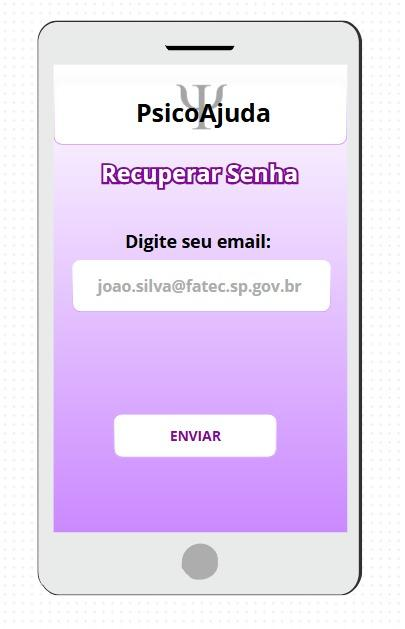 PsicoAjuda
Recuperar Senha
Digite seu email:
joao.silva@fatec.sp.gov.br
ENVIAR